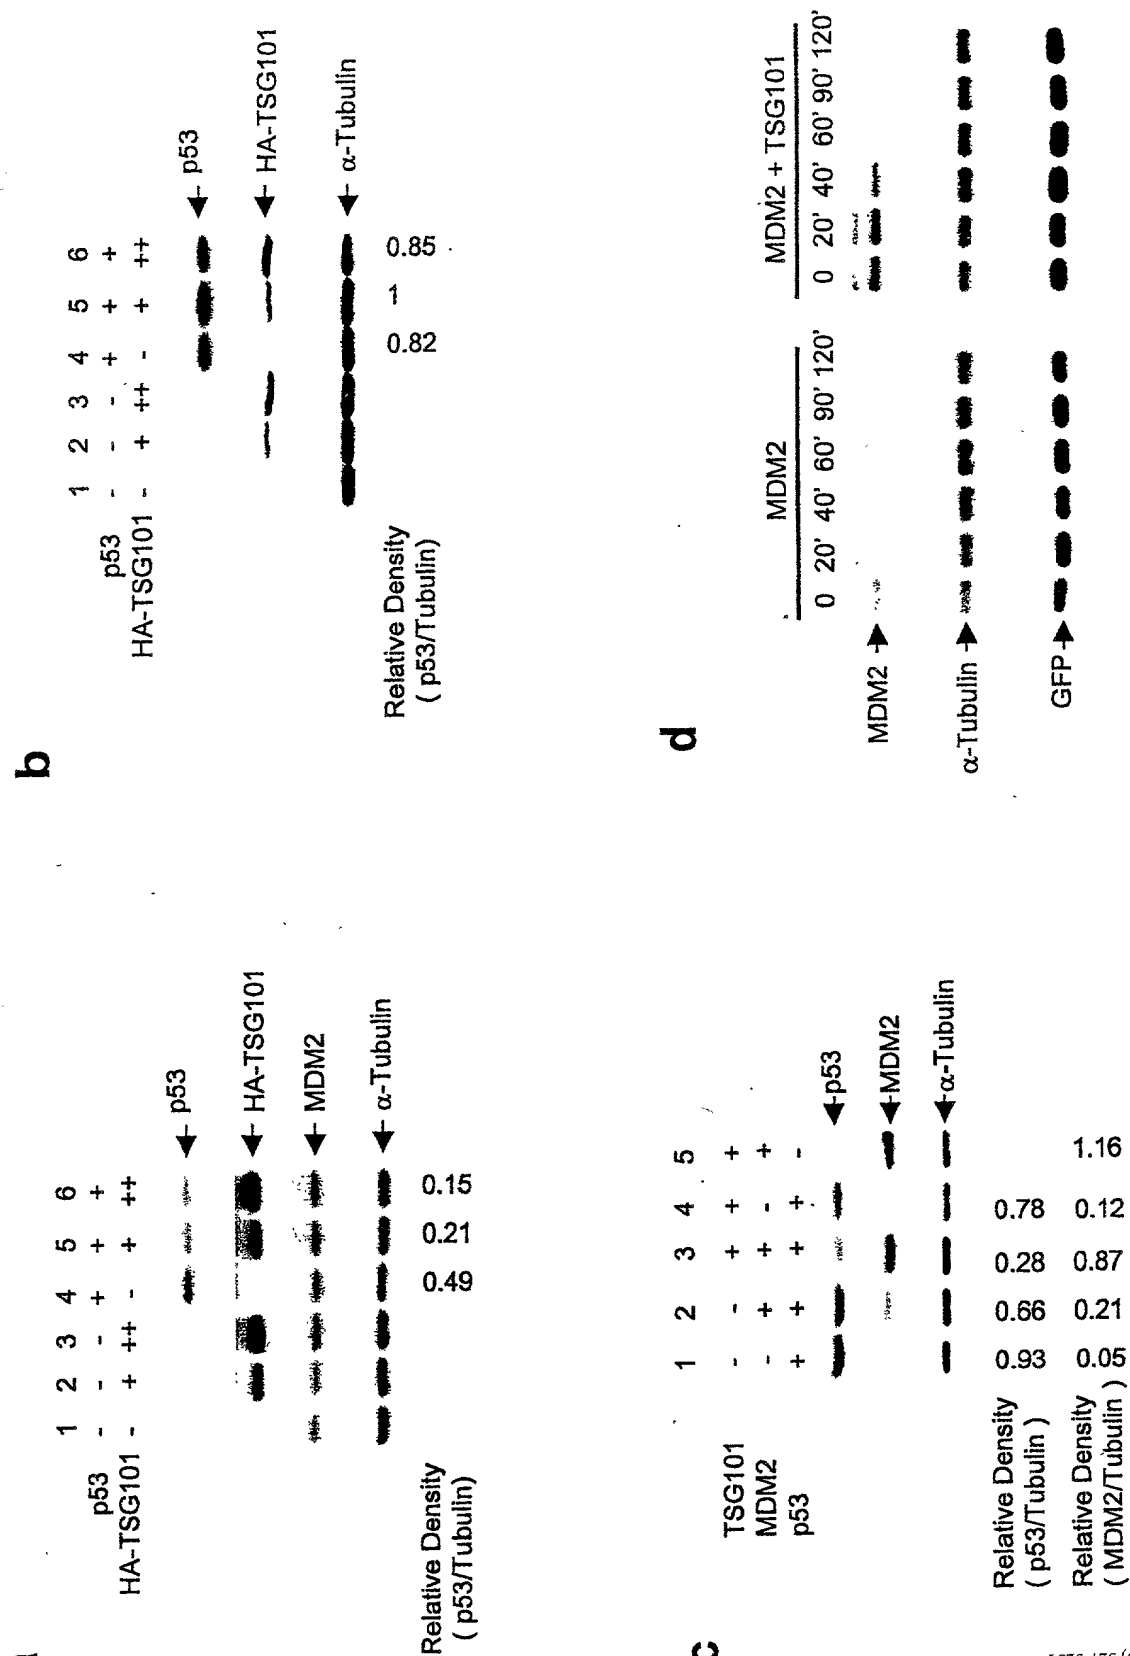 1 2 3 4 5 6
p53 - - - + + +
HA-TSG101 - + ++ - + ++
p53
HA-TSG101
MDM2
α-Tubulin
Relative Density
( p53/Tubulin)
0.49 0.21 0.15
b
1 2 3 4 5 6
p53 - - - + + +
HA-TSG101 - + ++ - + ++
p53
HA-TSG101
α-Tubulin
Relative Density
( p53/Tubulin)
0.82 1 0.85
c
1 2 3 4 5
TSG101 - - + + +
MDM2 - + + - +
p53 + + + + -
p53
MDM2
α-Tubulin
Relative Density
( p53/Tubulin )
0.93 0.66 0.28 0.78
Relative Density
( MDM2/Tubulin )
0.05 0.21 0.87 0.12 1.16
d
MDM2 MDM2 + TSG101
0 20' 40' 60' 90' 120' 0 20' 40' 60' 90' 120'
MDM2
α-Tubulin
GFP